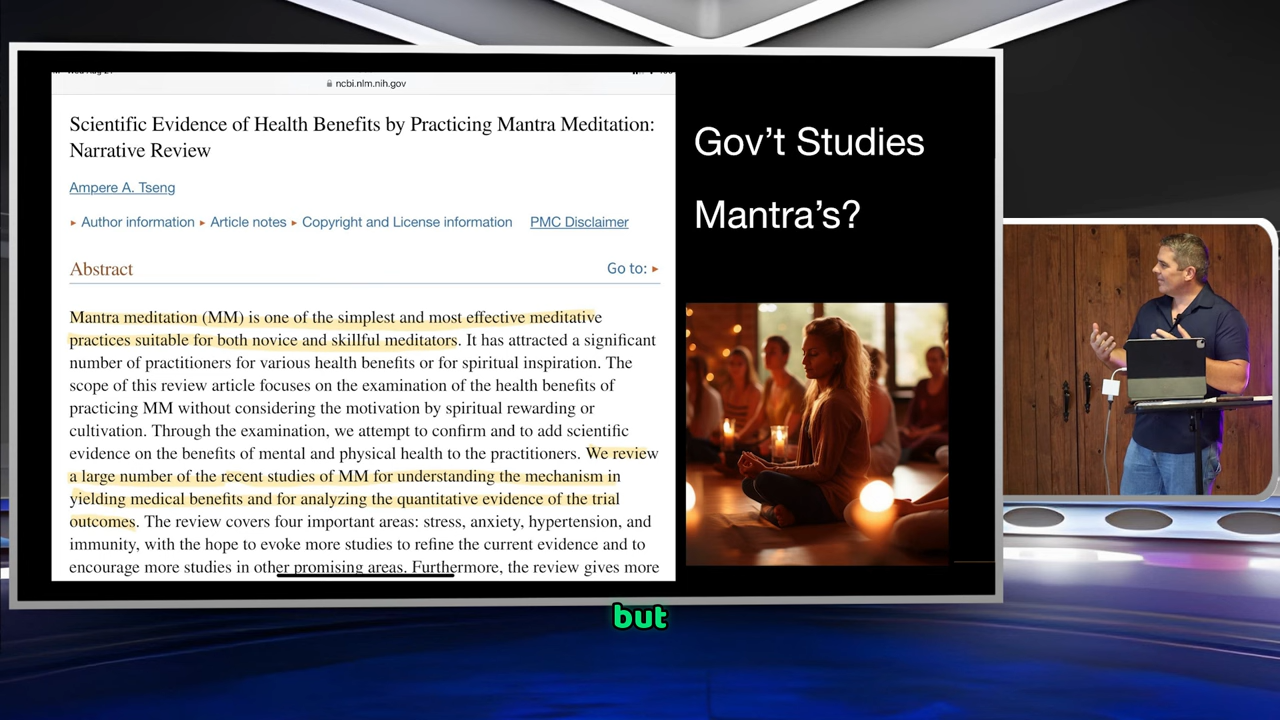 ncbi.nlm.nih.gov
Scientific Evidence of Health Benefits by Practicing Mantra Meditation:
Narrative Review
Ampere A. Tseng
▸ Author information ▸ Article notes ▸ Copyright and License information PMC Disclaimer
Abstract
Go to: ▸
Mantra meditation (MM) is one of the simplest and most effective meditative
practices suitable for both novice and skillful meditators. It has attracted a significant
number of practitioners for various health benefits or for spiritual inspiration. The
scope of this review article focuses on the examination of the health benefits of
practicing MM without considering the motivation by spiritual rewarding or
cultivation. Through the examination, we attempt to confirm and to add scientific
evidence on the benefits of mental and physical health to the practitioners. We review
a large number of the recent studies of MM for understanding the mechanism in
yielding medical benefits and for analyzing the quantitative evidence of the trial
outcomes. The review covers four important areas: stress, anxiety, hypertension, and
immunity, with the hope to evoke more studies to refine the current evidence and to
encourage more studies in other promising areas. Furthermore, the review gives more
Gov't Studies
Mantra's?
but